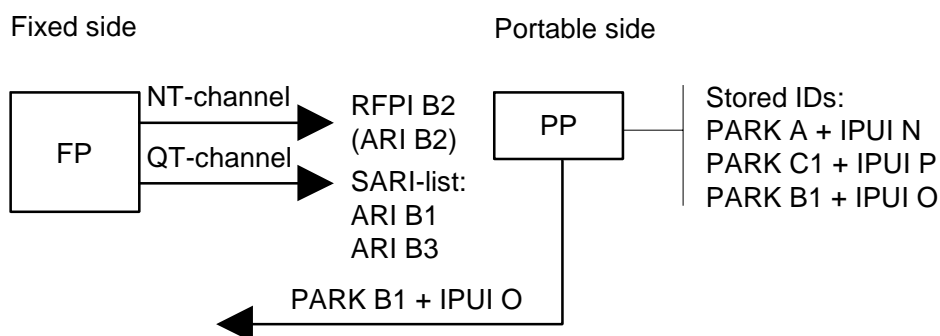 Fixed side
Portable side
FP
NT-channel
QT-channel
RFPI B2
(ARI B2)
SARI-list:
ARI B1
ARI B3
PP
Stored IDs:
PARK A + IPUI N
PARK C1 + IPUI P
PARK B1 + IPUI O
PARK B1 + IPUI O